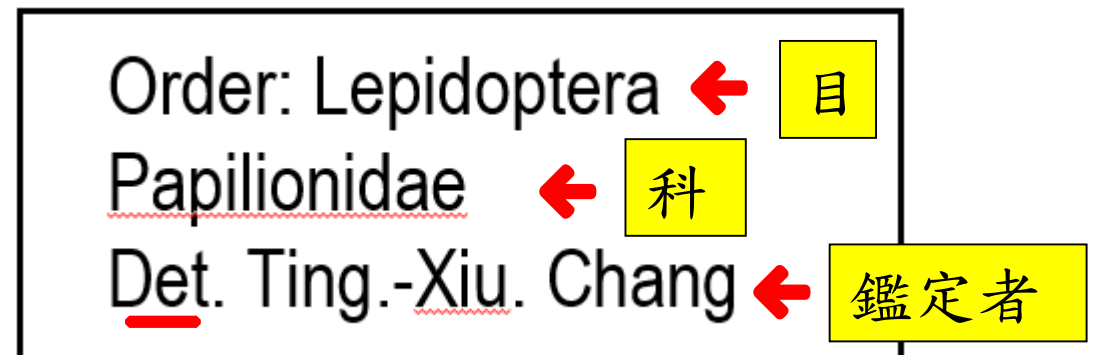 Order: Lepidoptera 目
Papilionidae 科
Det. Ting.-Xiu. Chang 鑑定者